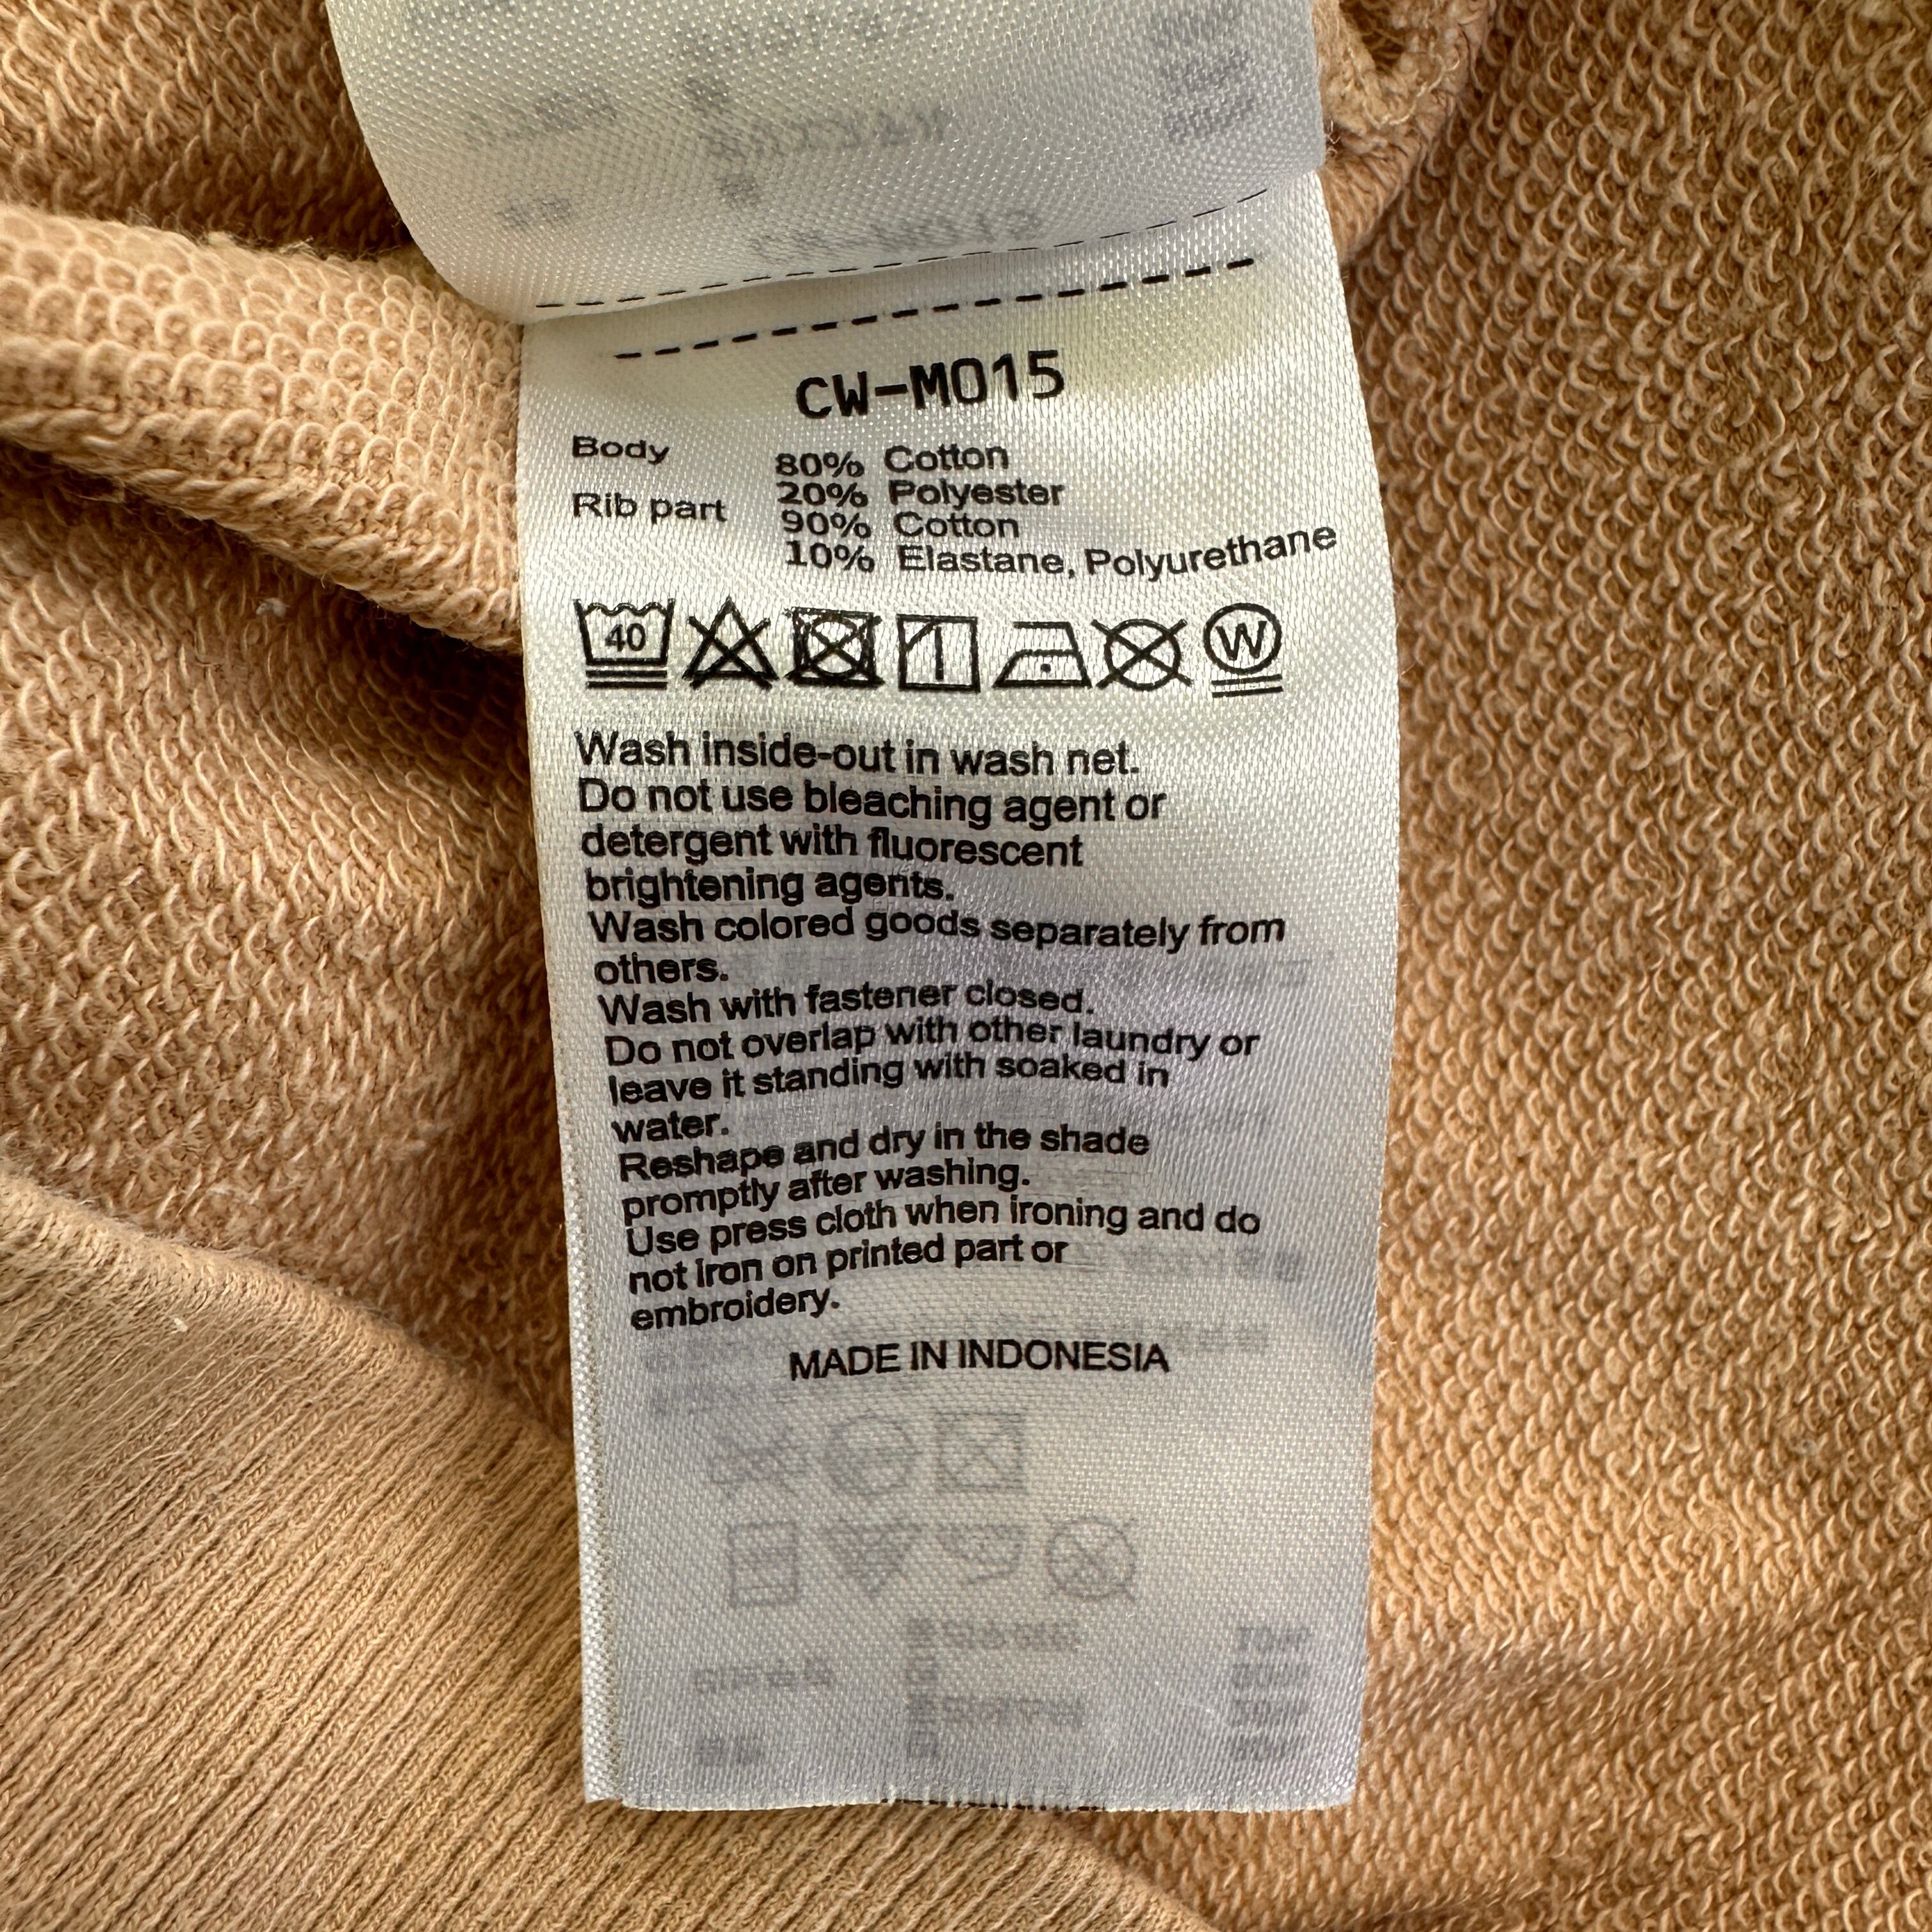 CW-M015
Body 80% Cotton
20% Polyester
Rib part 90% Cotton
10% Elastane, Polyurethane
40
W
Wash inside-out in wash net.
Do not use bleaching agent or
detergent with fluorescent
brightening agents.
Wash colored goods separately from
others.
Wash with fastener closed.
Do not overlap with other laundry or
leave it standing with soaked in
water.
Reshape and dry in the shade
promptly after washing.
Use press cloth when ironing and do
not iron on printed part or
embroidery.
MADE IN INDONESIA